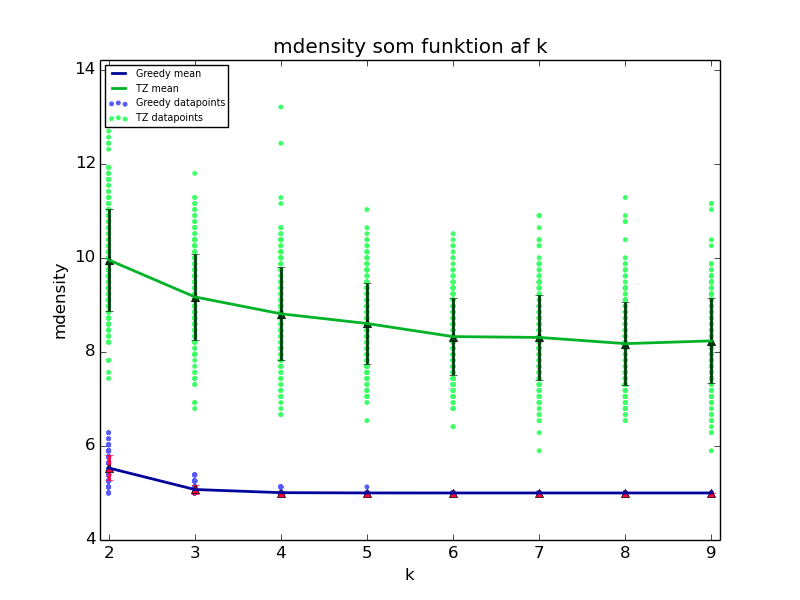 mdensity som funktion af k
Greedy mean
TZ mean
Greedy datapoints
TZ datapoints
14
12
10
8
6
4
mdensity
2 3 4 5 6 7 8 9
k